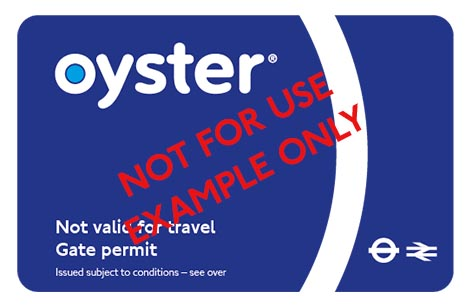 oyster®
NOT FOR USE
EXAMPLE ONLY
Not valid for travel
Gate permit
Issued subject to conditions – see over